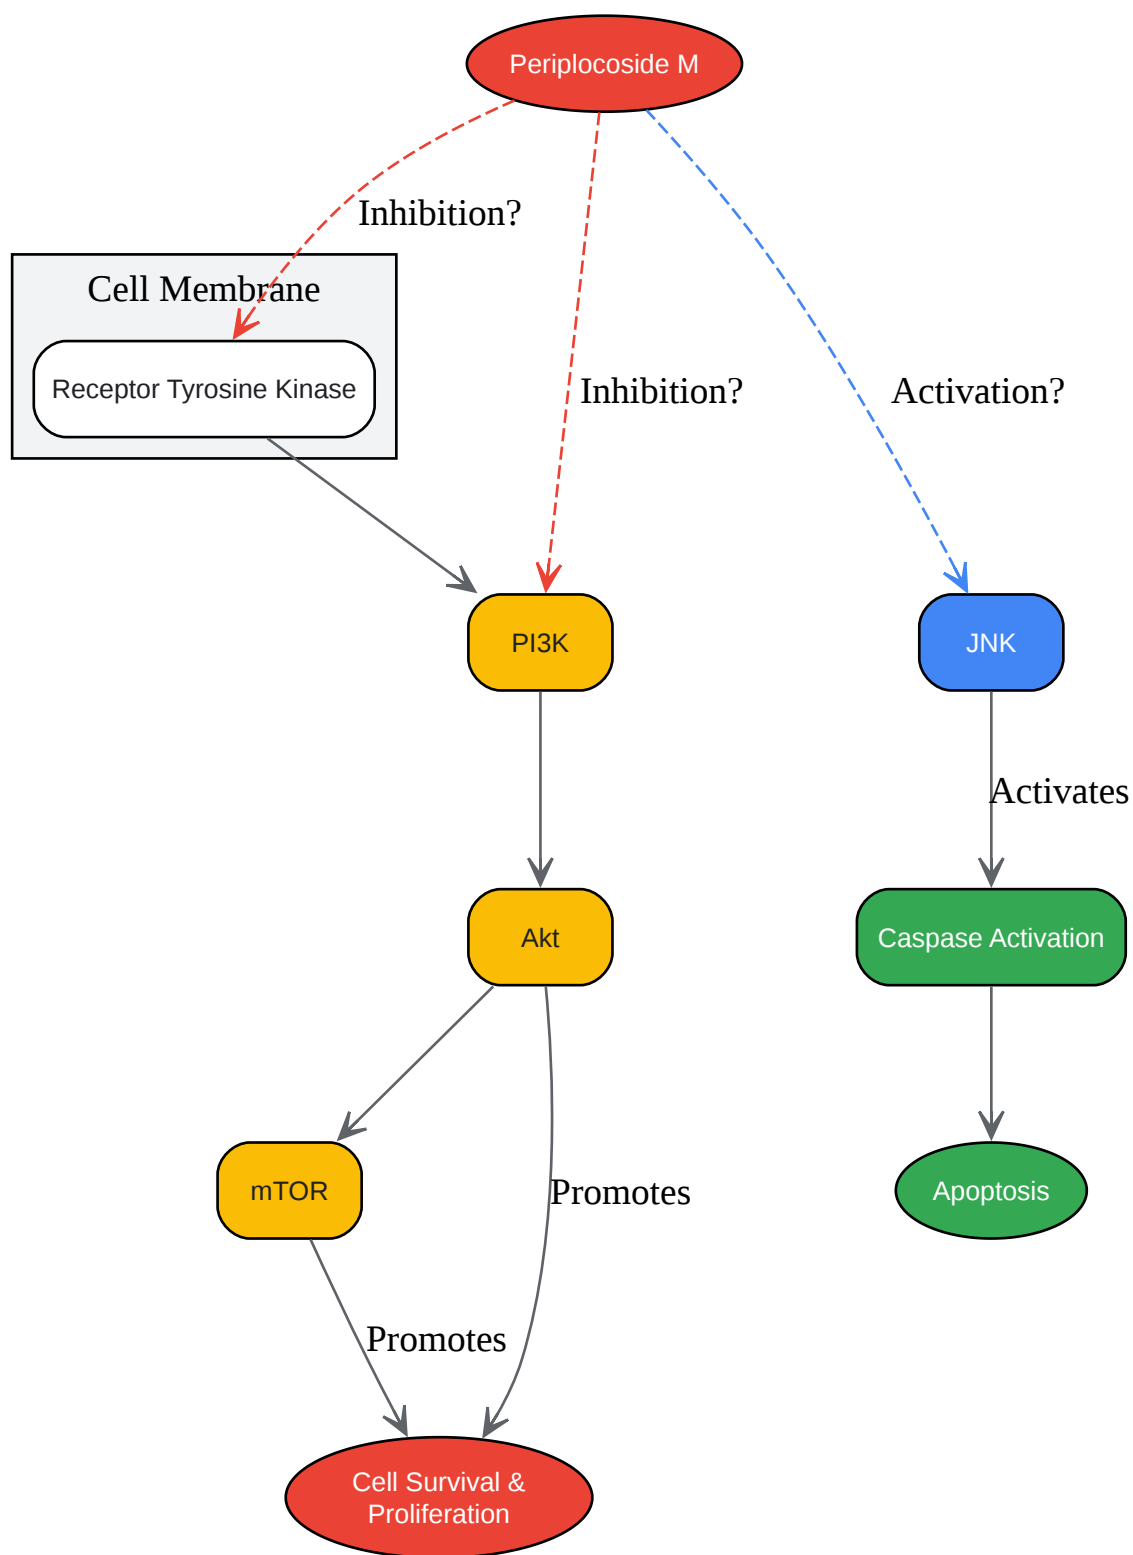 Periplocoside M
Inhibition?
Cell Membrane
Receptor Tyrosine Kinase
Inhibition?
Activation?
PI3K
JNK
Activates
Akt
Caspase Activation
mTOR
Promotes
Apoptosis
Promotes
Cell Survival &
Proliferation